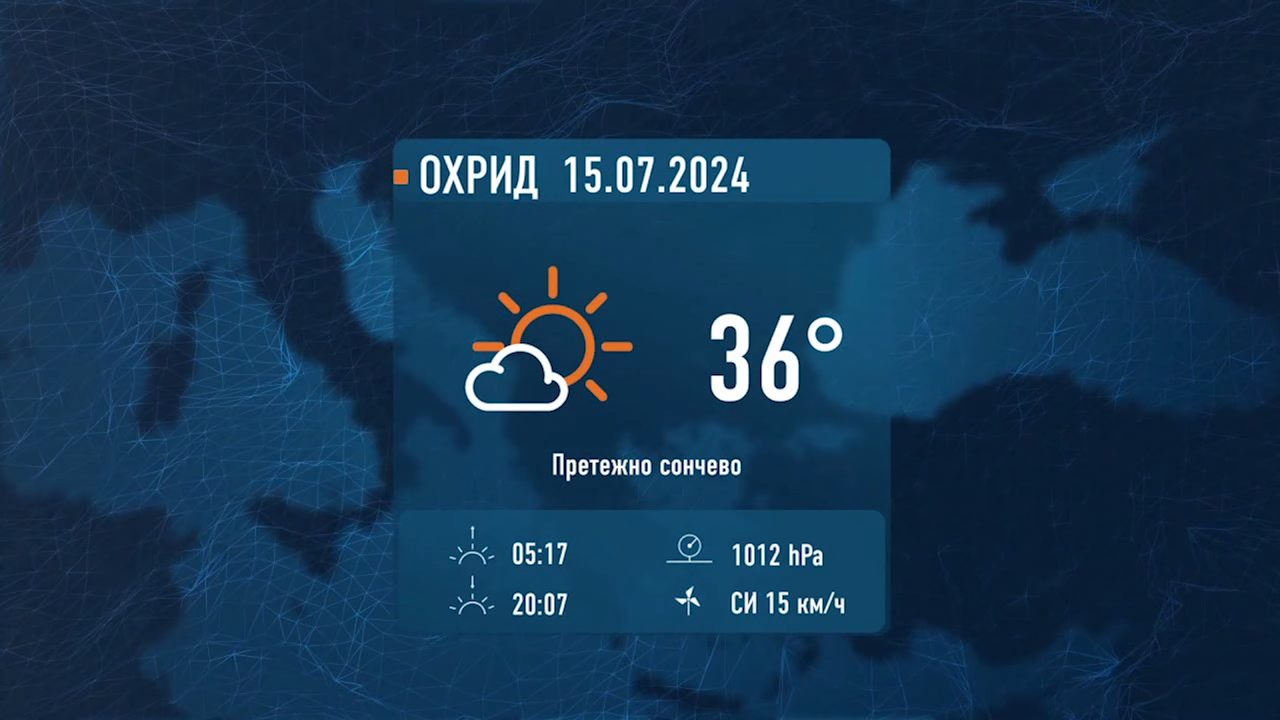 ОХРИД 15.07.2024
36°
Претежно сончево
05:17
1012 hPa
20:07
СИ 15 км/ч